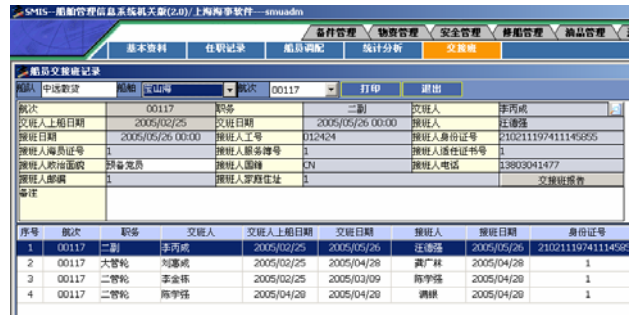 SMIS--船舶管理信息系统机关版(2.0)/上海海事软件----smuadm
备件管理 物资管理 安全管理 修船管理 油品管理
基本资料 任职记录 船员调配 统计分析 交接班
船员交接班记录
船队 中远散货 船舶 宝山海 航次 00117 打印 退出
航次 00117 职务 二副 交班人 李丙成
交班人上船日期 2005/02/25 交班日期 2005/05/26 00:00 接班人 汪德强
接班日期 2005/05/26 00:00 接班人工号 012424 接班人身份证号 210211197411145855
接班人海员证号 1 接班人服务簿号 1 接班人适任证书号 1
接班人政治面貌 预备党员 接班人国籍 CN 接班人电话 13803041477
接班人邮编 1 接班人家庭住址 1 交接班报告
备注
序号 航次 职务 交班人 交班人上船日期 交班日期 接班人 接班日期 身份证号
1 00117 二副 李丙成 2005/02/25 2005/05/26 汪德强 2005/05/26 2102111974111458
2 00117 大管轮 2005/02/25 2005/04/28 龚广林 2005/04/28 1
3 00117 二管轮 李金栋 2005/02/25 2005/03/09 陈学强 2005/04/28 1
4 00117 二管轮 陈学强 2005/04/28 2005/04/28 2005/04/28 1